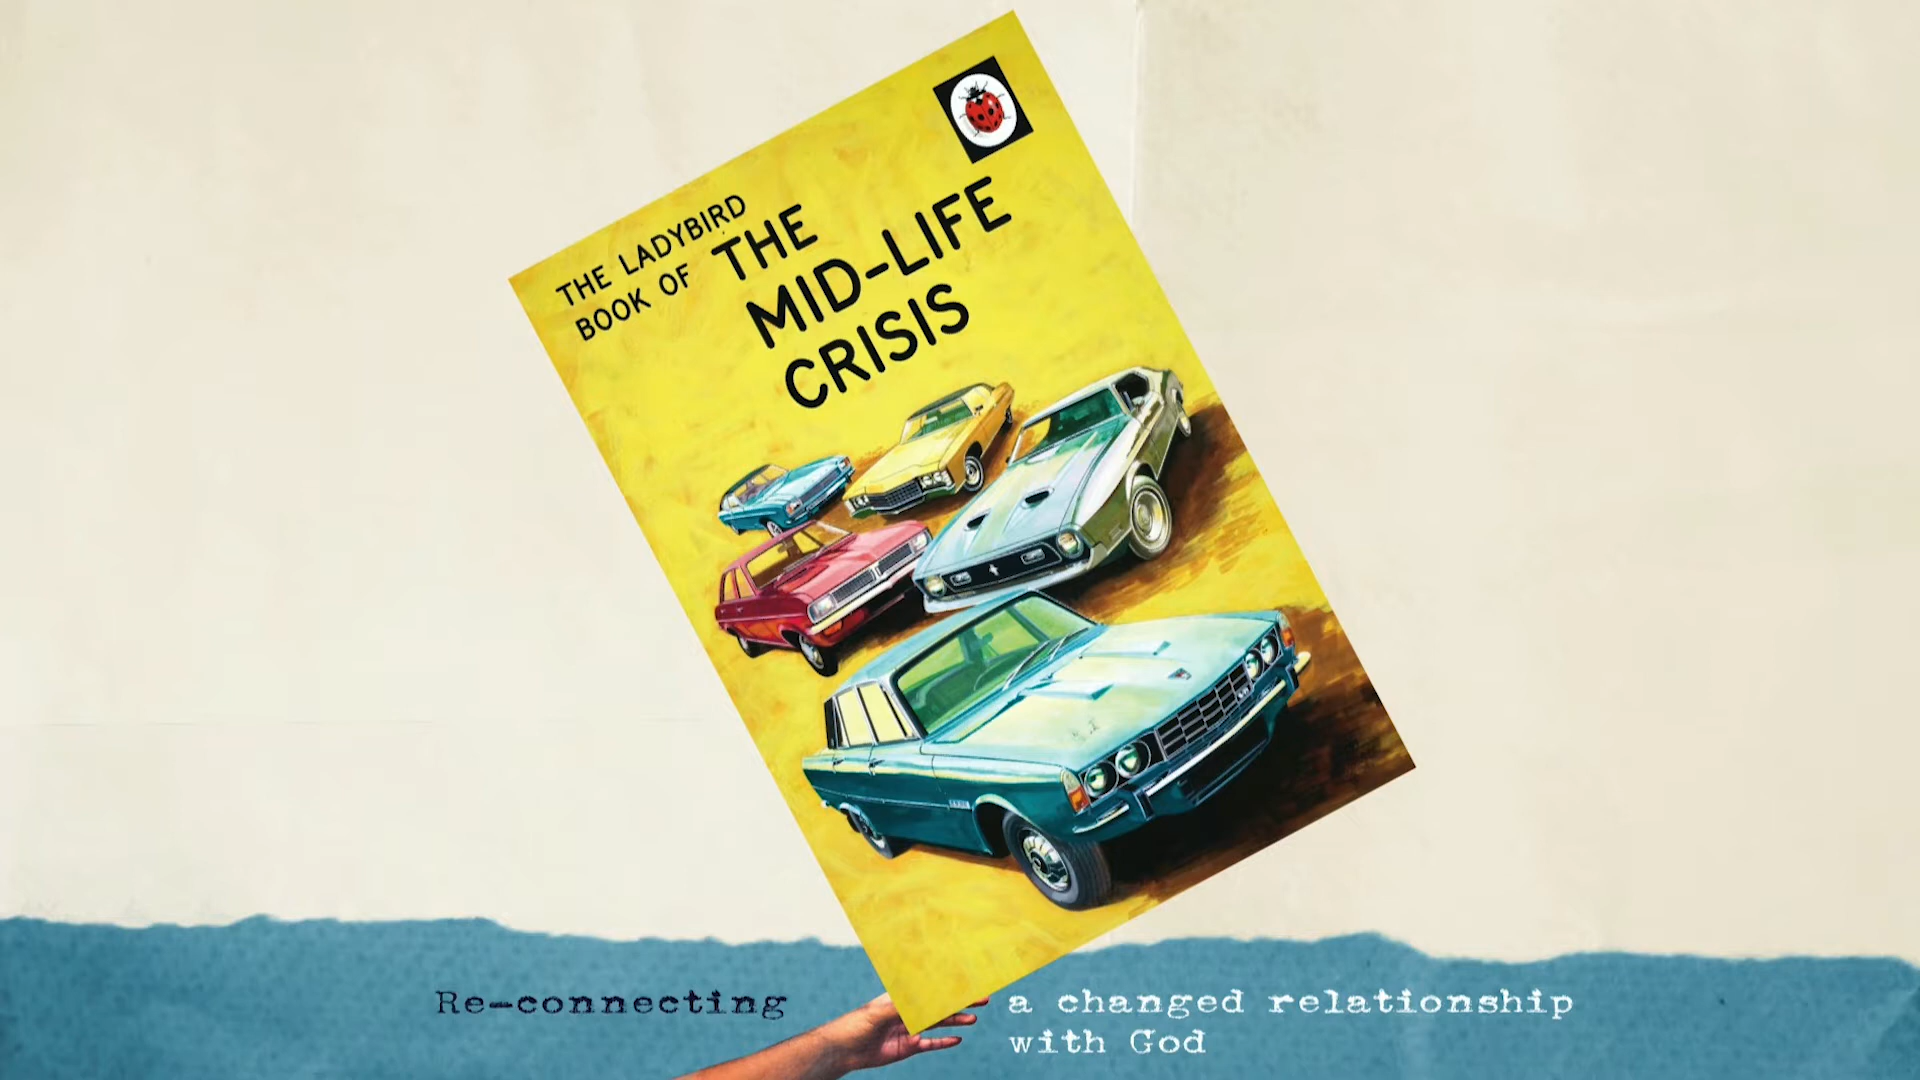 THE LADYBIRD
BOOK OF THE
MID-LIFE
CRISIS
Re-connecting
a changed relationship
with God